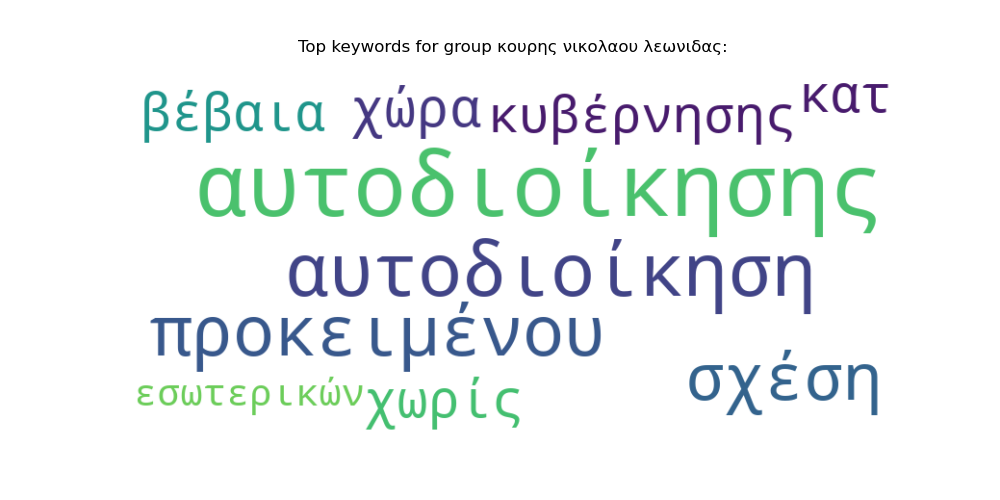 Top keywords for group κουρης νικολαου λεωνιδας:
βέβαια χώρα κυβέρνησης κατ
αυτοδιοίκησης
αυτοδιοίκηση
προκειμένου
σχέση
εσωτερικών χωρίς